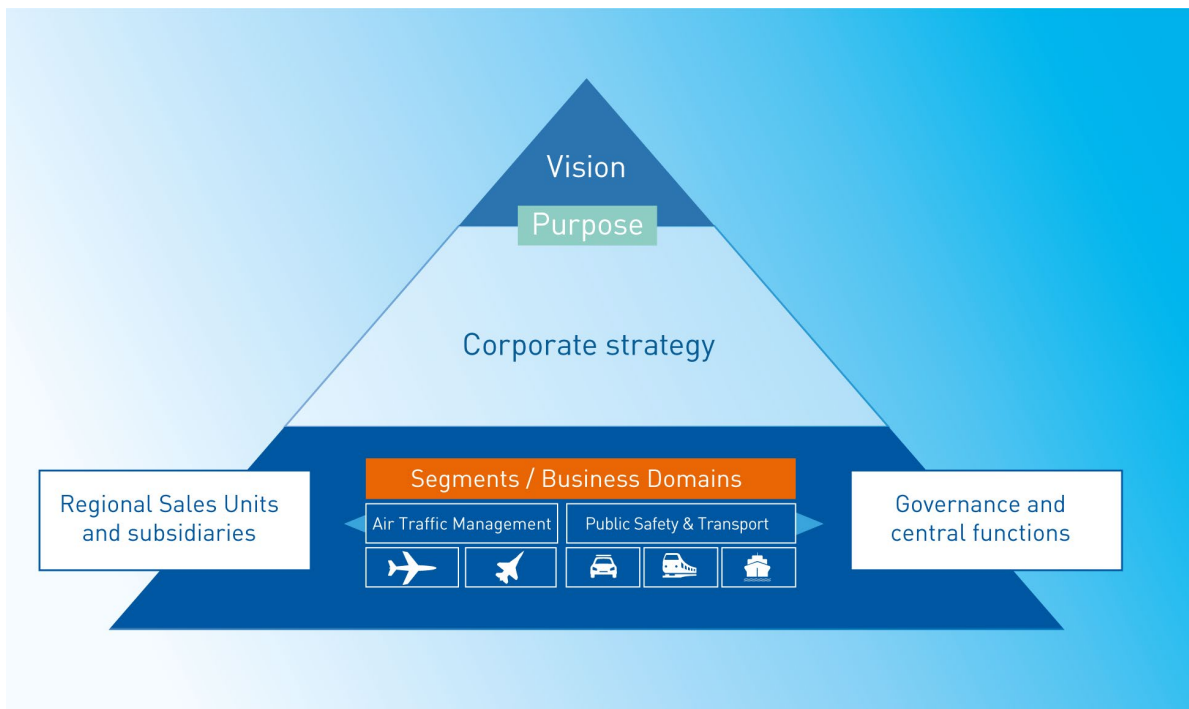 Vision
Purpose
Corporate strategy
Segments / Business Domains
Regional Sales Units
and subsidiaries
Air Traffic Management
Public Safety & Transport
Governance and
central functions